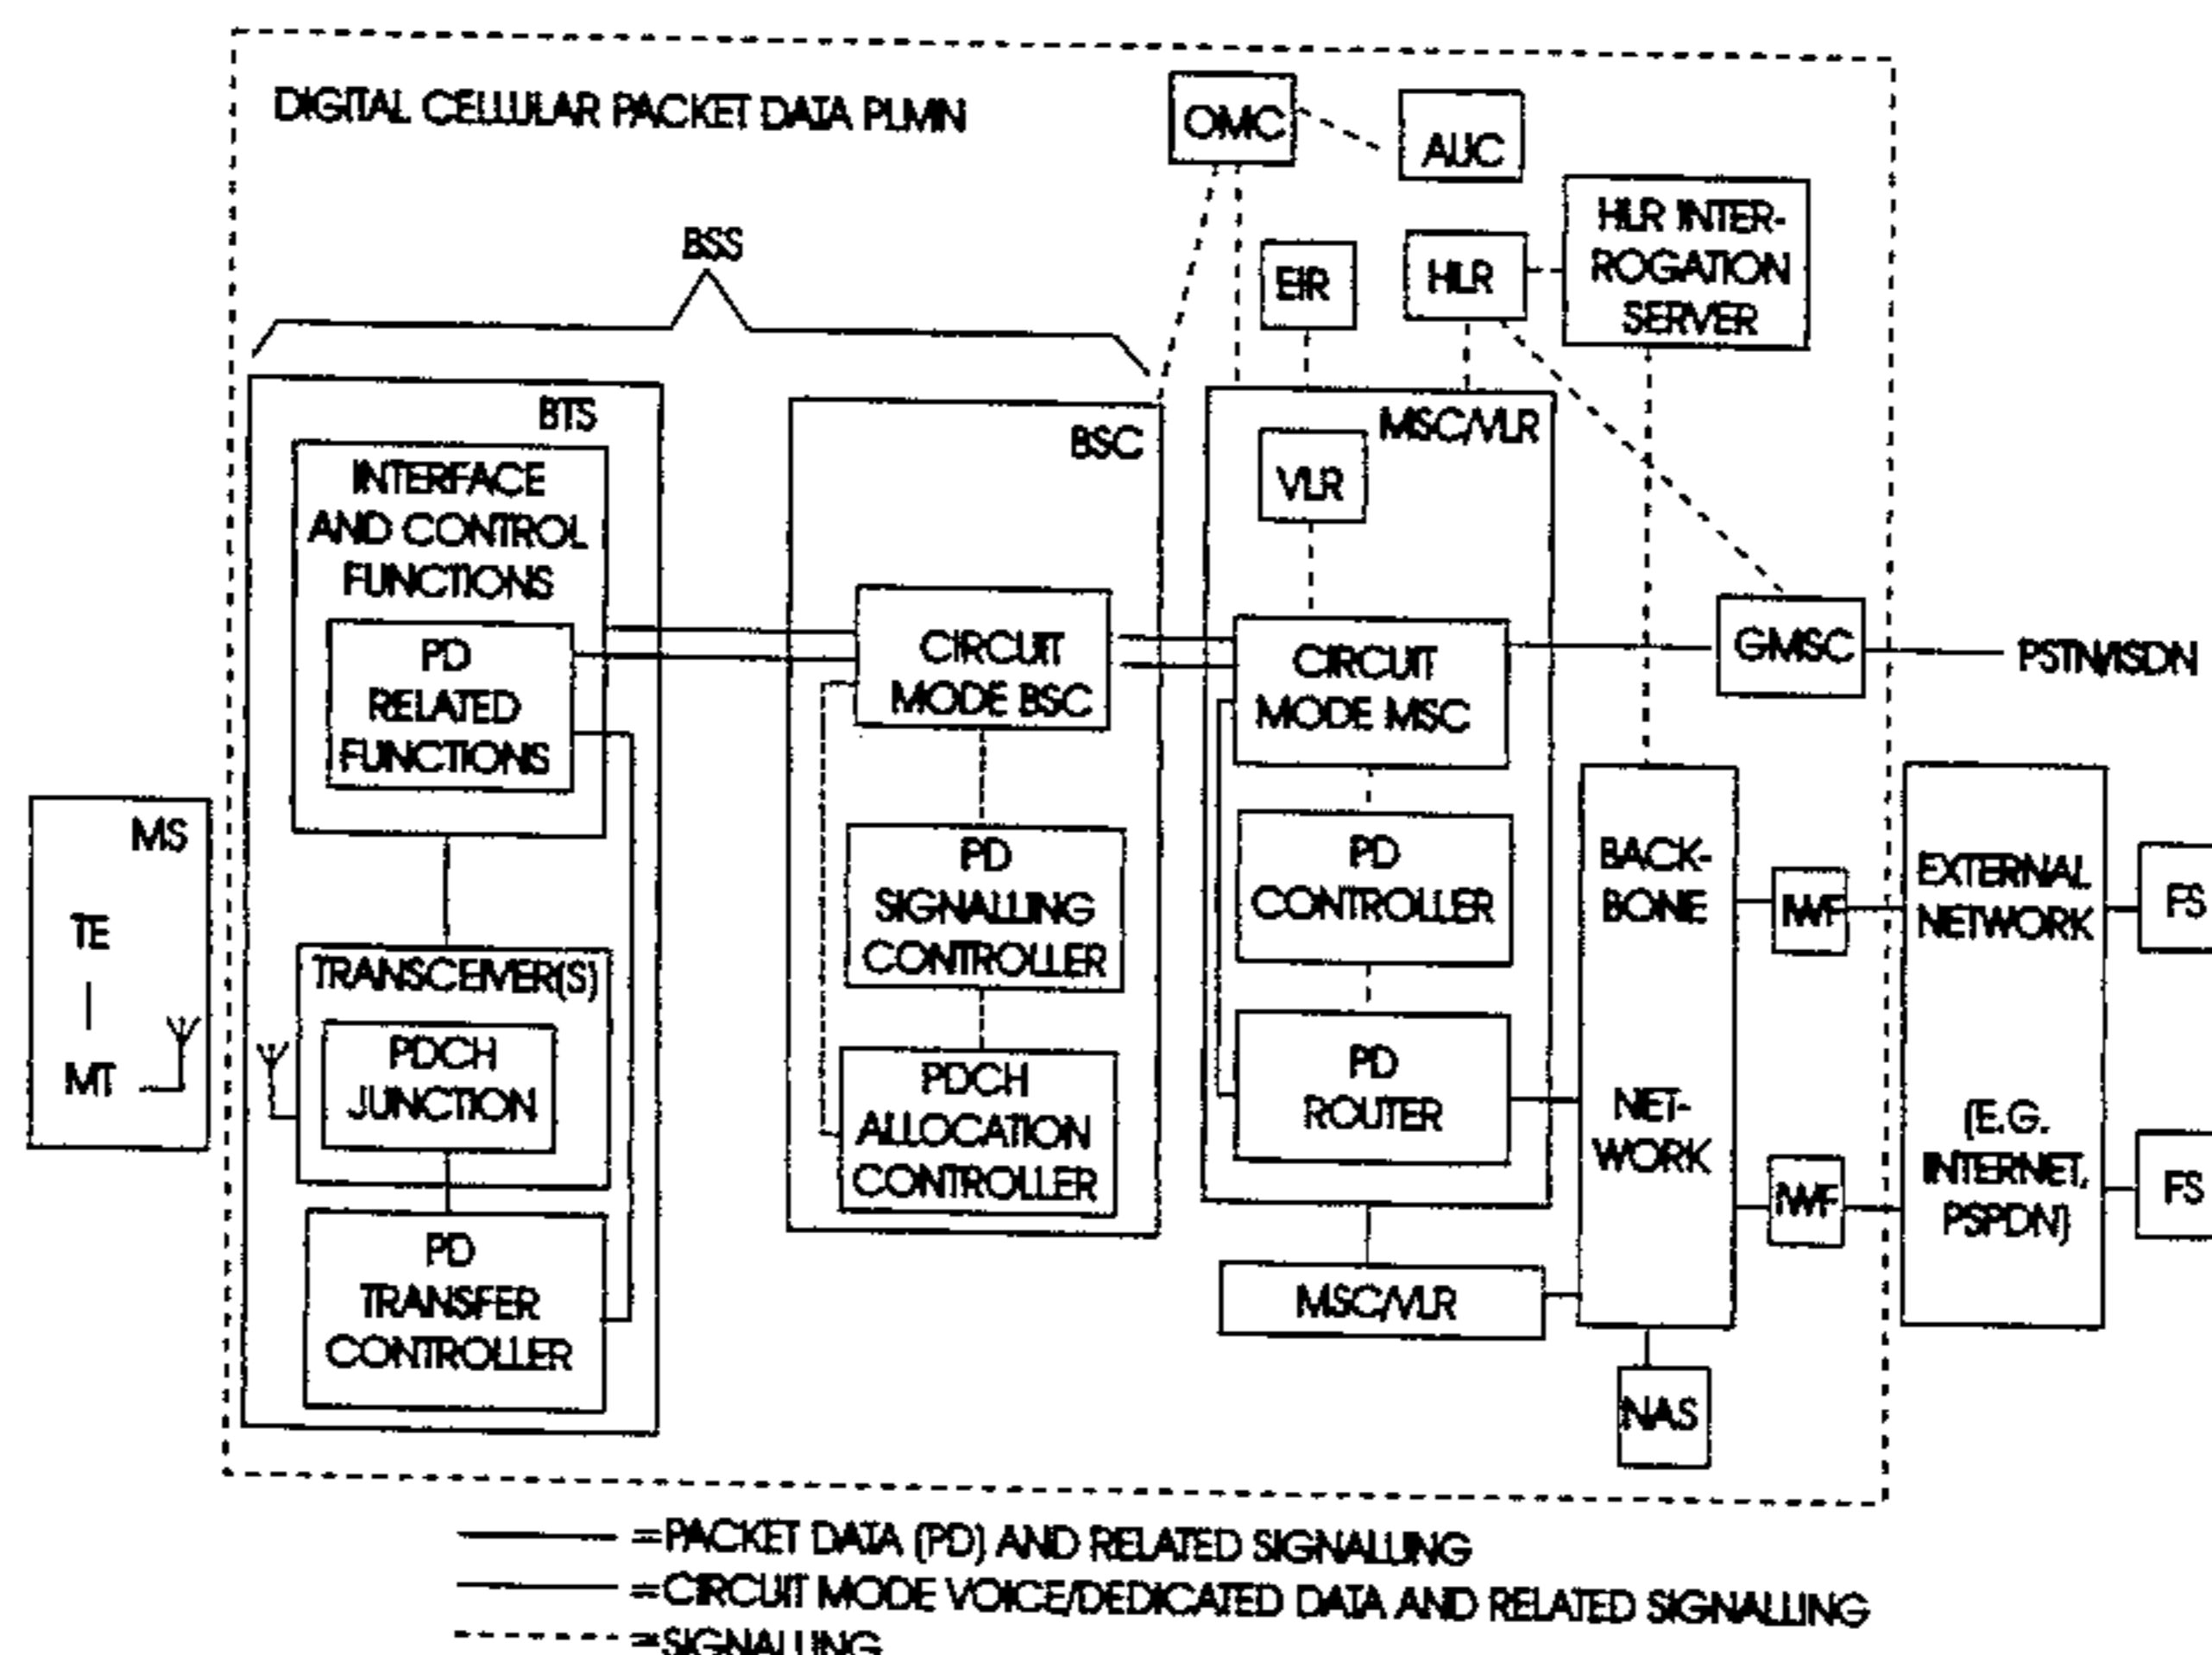 DIGITAL CELLULAR PACKET DATA PLMN
OMC
AUC
HLR INTER-
ROGATION
SERVER
BSS
EIR
HLR
BTS
INTERFACE
AND CONTROL
FUNCTIONS
PD
RELATED
FUNCTIONS
BSC
CIRCUIT
MODE BSC
MSC/VLR
VLR
CIRCUIT
MODE MSC
GMSC
PSTN/ISDN
MS
TE
MT
TRANSCEIVER(S)
PDCH
JUNCTION
PD
TRANSFER
CONTROLLER
PD
SIGNALLING
CONTROLLER
PDCH
ALLOCATION
CONTROLLER
PD
CONTROLLER
PD
ROUTER
MSC/VLR
BACK-
BONE
NET-
WORK
IWF
IWF
NAS
EXTERNAL
NETWORK
(E.G.
INTERNET,
PSPDN)
FS
FS
=PACKET DATA (PD) AND RELATED SIGNALLING
=CIRCUIT MODE VOICE/DEDICATED DATA AND RELATED SIGNALLING
=SIGNALLING